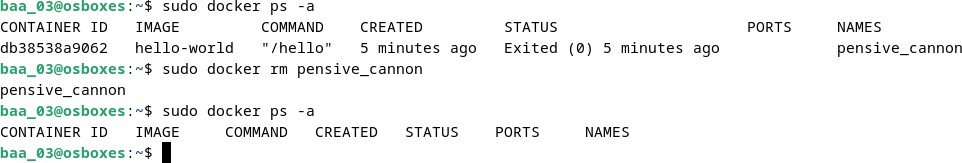 baa_03@osboxes:~$ sudo docker ps -a
CONTAINER ID   IMAGE         COMMAND    CREATED         STATUS                     PORTS     NAMES
db38538a9062   hello-world   "/hello"   5 minutes ago   Exited (0) 5 minutes ago             pensive_cannon
baa_03@osboxes:~$ sudo docker rm pensive_cannon
pensive_cannon
baa_03@osboxes:~$ sudo docker ps -a
CONTAINER ID   IMAGE     COMMAND   CREATED   STATUS    PORTS     NAMES
baa_03@osboxes:~$